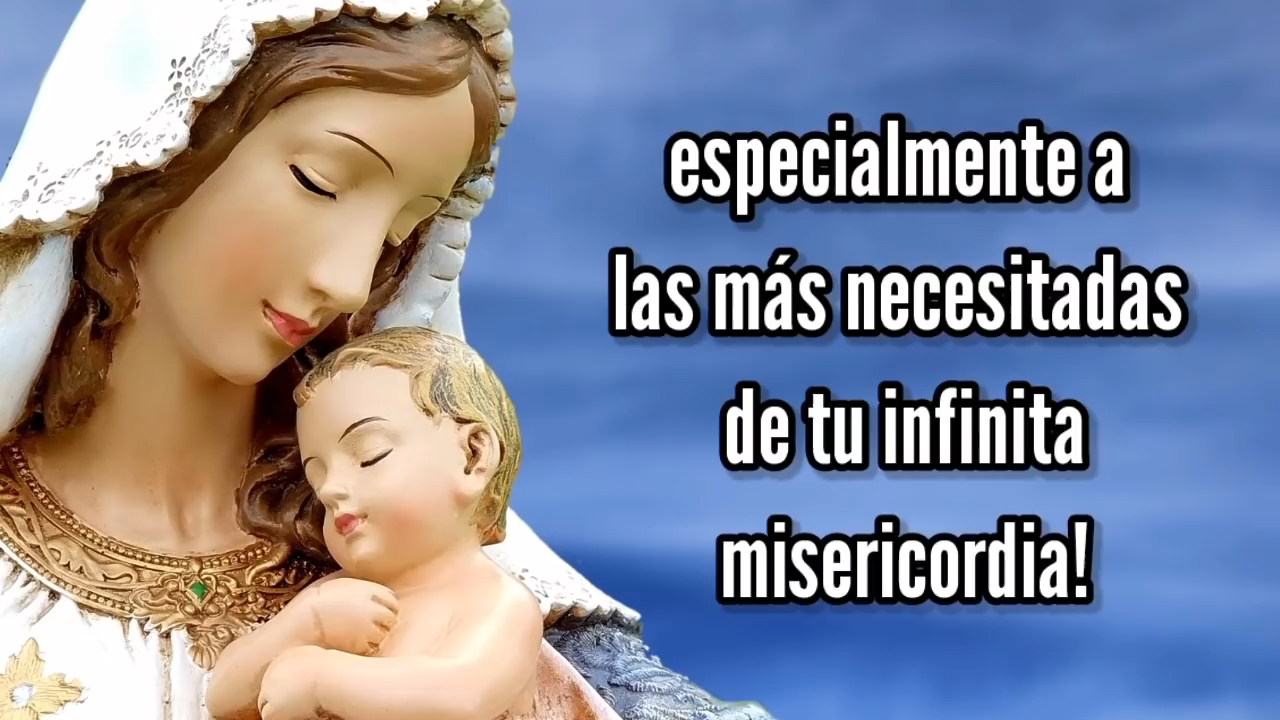 especialmente a
las más necesitadas
de tu infinita
misericordia!